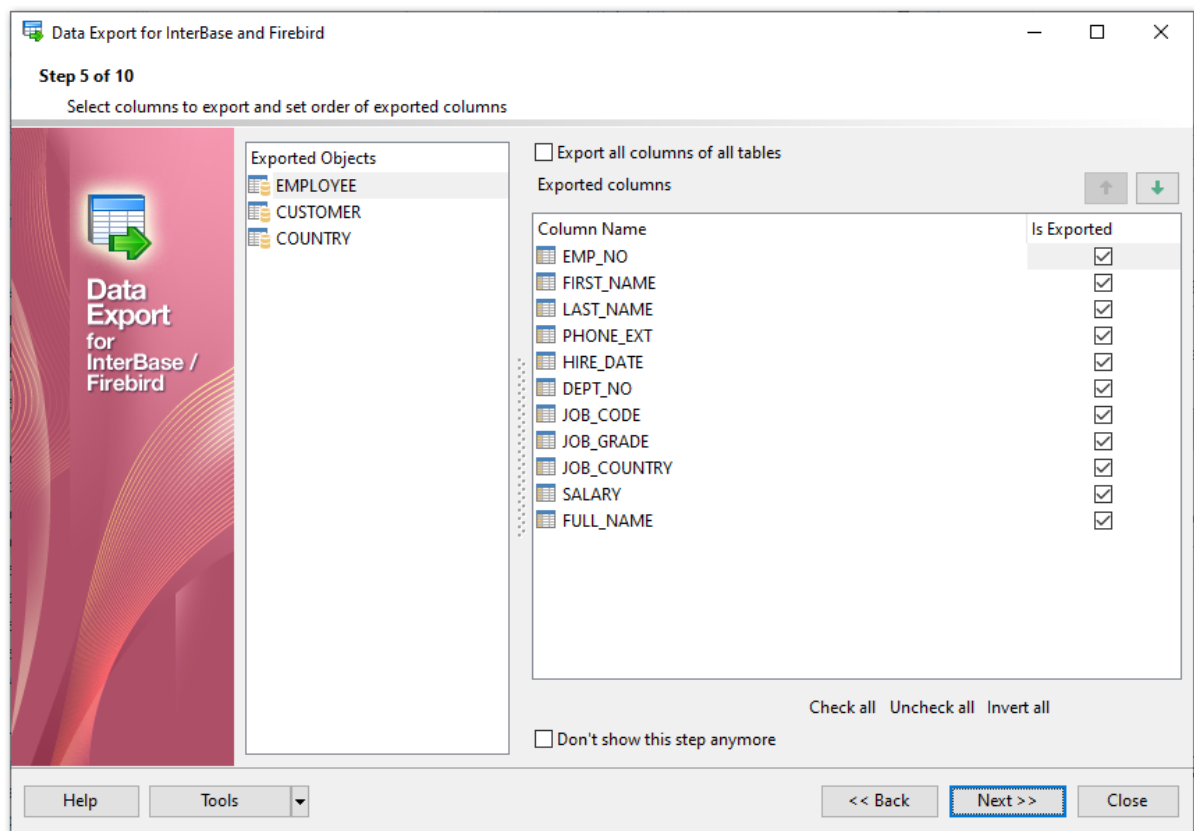 Data Export for InterBase and Firebird
Step 5 of 10
Select columns to export and set order of exported columns
Data
Export
for
InterBase /
Firebird
Exported Objects
EMPLOYEE
CUSTOMER
COUNTRY
Export all columns of all tables
Exported columns
Column Name Is Exported
EMP_NO
FIRST_NAME
LAST_NAME
PHONE_EXT
HIRE_DATE
DEPT_NO
JOB_CODE
JOB_GRADE
JOB_COUNTRY
SALARY
FULL_NAME
Check all Uncheck all Invert all
Don't show this step anymore
Help Tools << Back Next >> Close